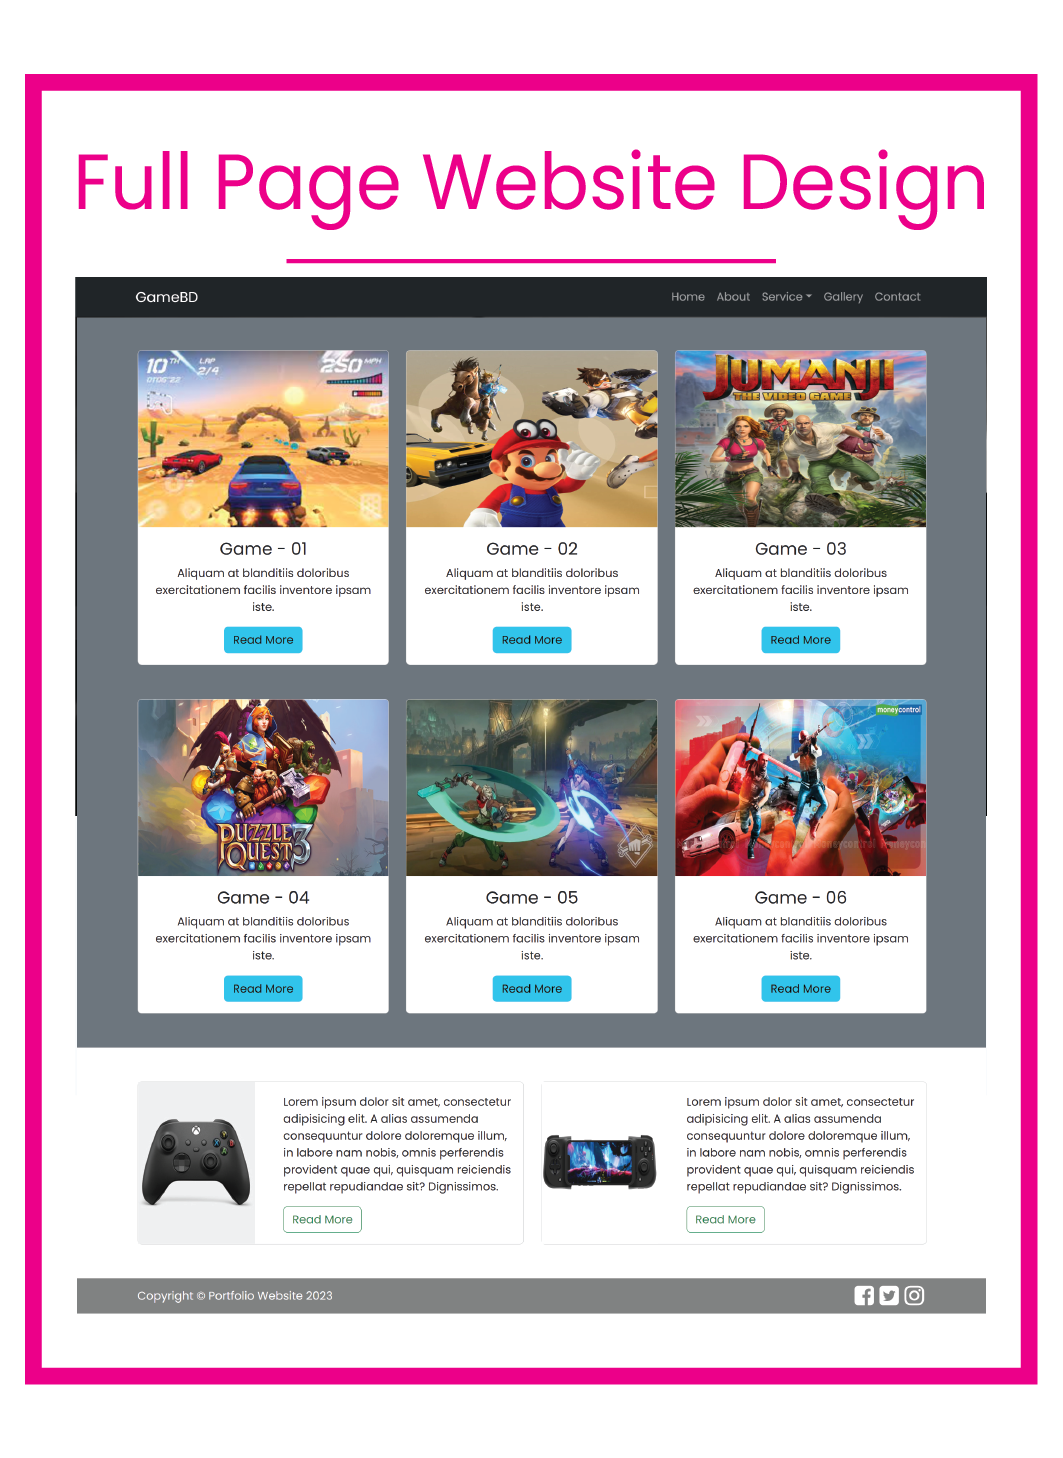 Full Page Website Design
GameBD
Home About Service Gallery Contact
10TH LAP 2/4 250 MPH
01:06"22
JUMANJI
THE VIDEO GAME
Game - 01
Aliquam at blanditiis doloribus
exercitationem facilis inventore ipsam
iste.
Read More
Game - 02
Aliquam at blanditiis doloribus
exercitationem facilis inventore ipsam
iste.
Read More
Game - 03
Aliquam at blanditiis doloribus
exercitationem facilis inventore ipsam
iste.
Read More
PUZZLE
QUEST 3
moneycontrol
moneycontrol
Game - 04
Aliquam at blanditiis doloribus
exercitationem facilis inventore ipsam
iste.
Read More
Game - 05
Aliquam at blanditiis doloribus
exercitationem facilis inventore ipsam
iste.
Read More
Game - 06
Aliquam at blanditiis doloribus
exercitationem facilis inventore ipsam
iste.
Read More
Lorem ipsum dolor sit amet, consectetur
adipisicing elit. A alias assumenda
consequuntur dolore doloremque illum,
in labore nam nobis, omnis perferendis
provident quae qui, quisquam reiciendis
repellat repudiandae sit? Dignissimos.
Read More
Lorem ipsum dolor sit amet, consectetur
adipisicing elit. A alias assumenda
consequuntur dolore doloremque illum,
in labore nam nobis, omnis perferendis
provident quae qui, quisquam reiciendis
repellat repudiandae sit? Dignissimos.
Read More
Copyright © Portfolio Website 2023